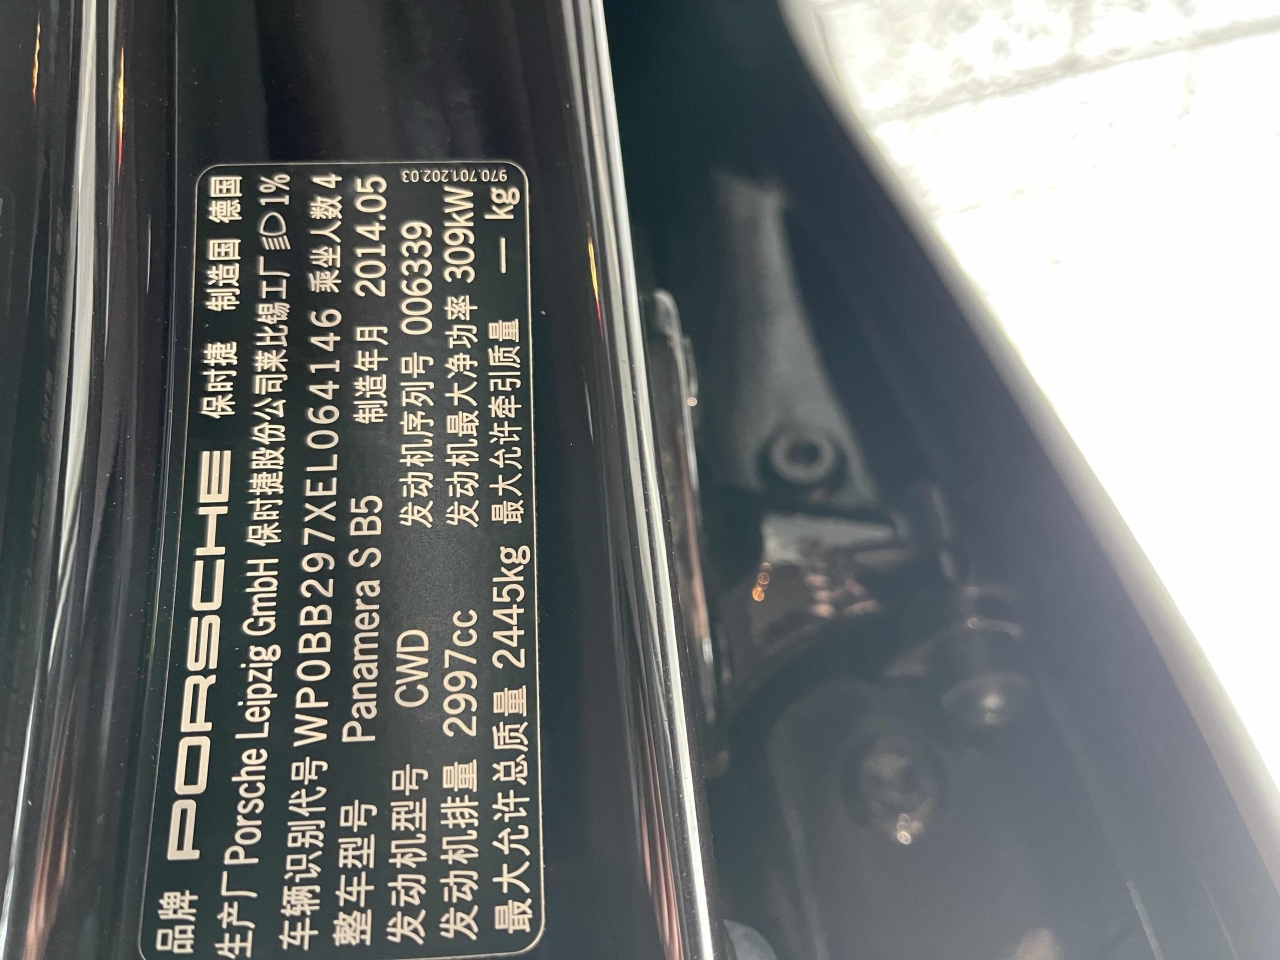 品牌 PORSCHE 保时捷 制造国 德国
生产厂 Porsche Leipzig GmbH 保时捷股份公司莱比锡工厂 1%
车辆识别代号 WP0BB297XEL064146 乘坐人数 4
整车型号 Panamera S B5 制造年月 2014.05
发动机型号 CWD 发动机序列号 006339
发动机排量 2997cc 发动机最大净功率 309kW
最大允许总质量 2445kg 最大允许牵引质量 — kg
970.701.202.03